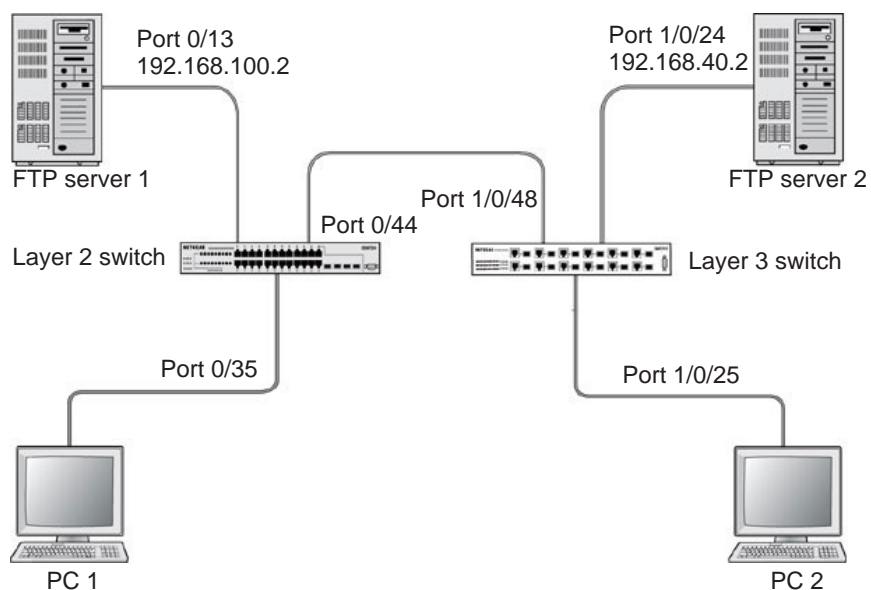 Port 0/13
192.168.100.2
Port 1/0/24
192.168.40.2
FTP server 1
FTP server 2
Port 1/0/48
Port 0/44
Layer 2 switch
NETGEAR
NETGEAR
Layer 3 switch
Port 0/35
Port 1/0/25
PC 1
PC 2